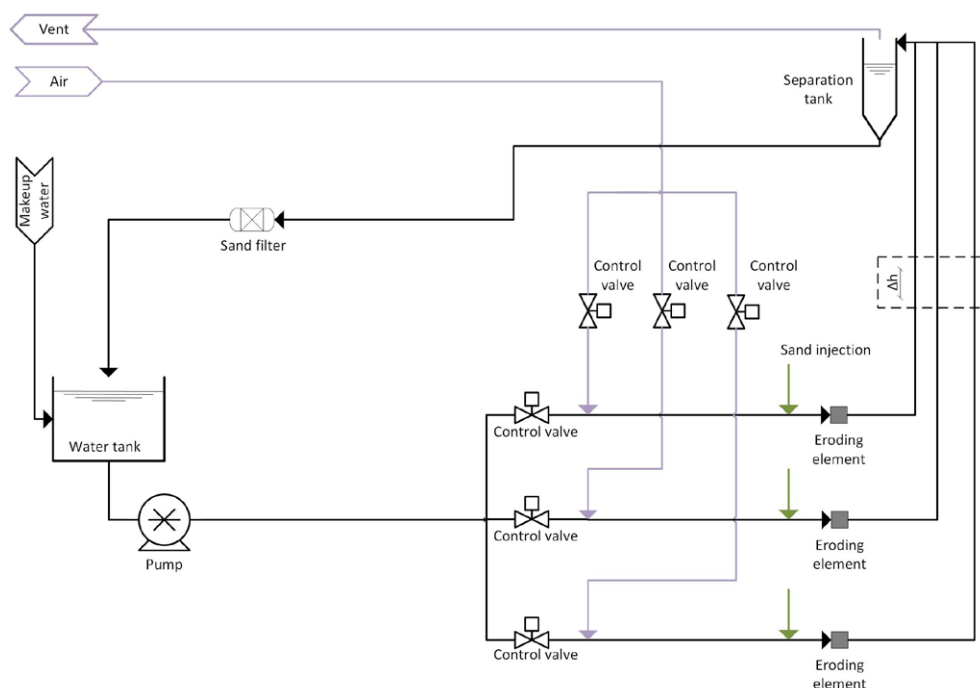 Vent
Air
Separation
tank
Makeup
water
Sand filter
Control
valve
Control
valve
Control
valve
Δh
Sand injection
Water tank
Control valve
Eroding
element
Pump
Control valve
Eroding
element
Control valve
Eroding
element